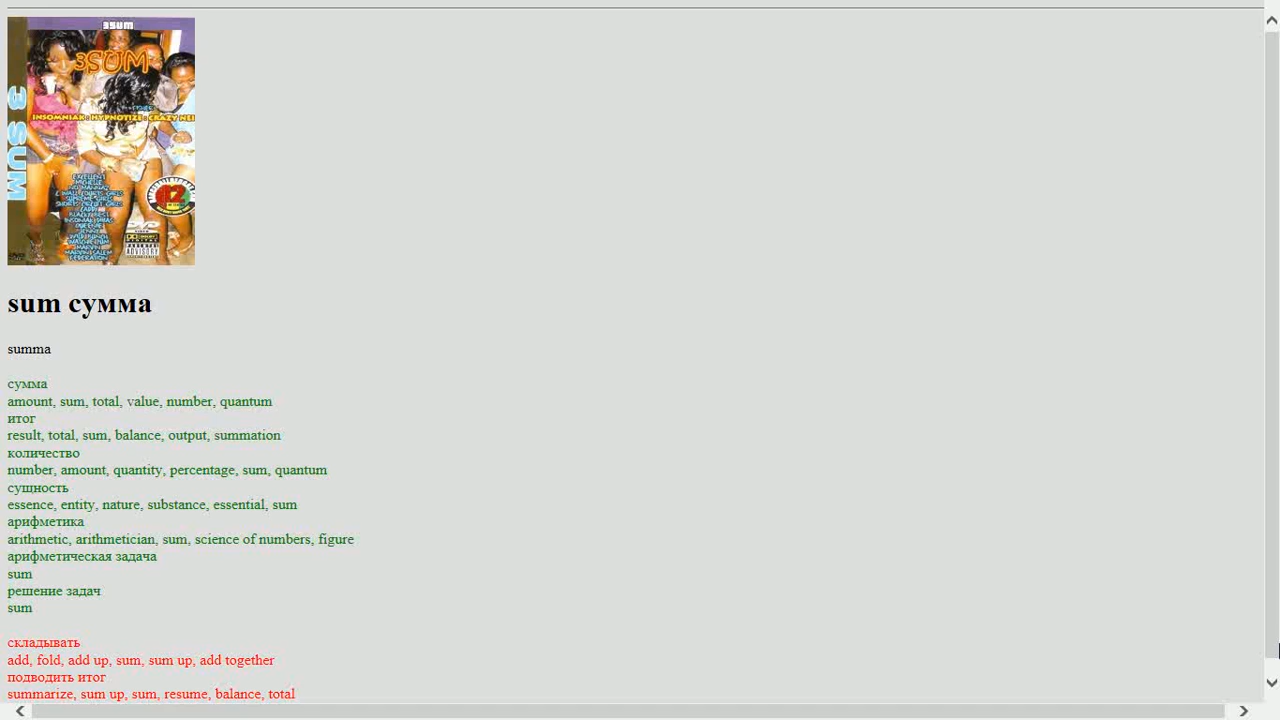 3SUM
3SUM
3 SUM
INSOMNIAK : HYPNOTIZE : CRAZY NEI
sum сумма
summa
сумма
amount, sum, total, value, number, quantum
итог
result, total, sum, balance, output, summation
количество
number, amount, quantity, percentage, sum, quantum
сущность
essence, entity, nature, substance, essential, sum
арифметика
arithmetic, arithmetician, sum, science of numbers, figure
арифметическая задача
sum
решение задач
sum
складывать
add, fold, add up, sum, sum up, add together
подводить итог
summarize, sum up, sum, resume, balance, total